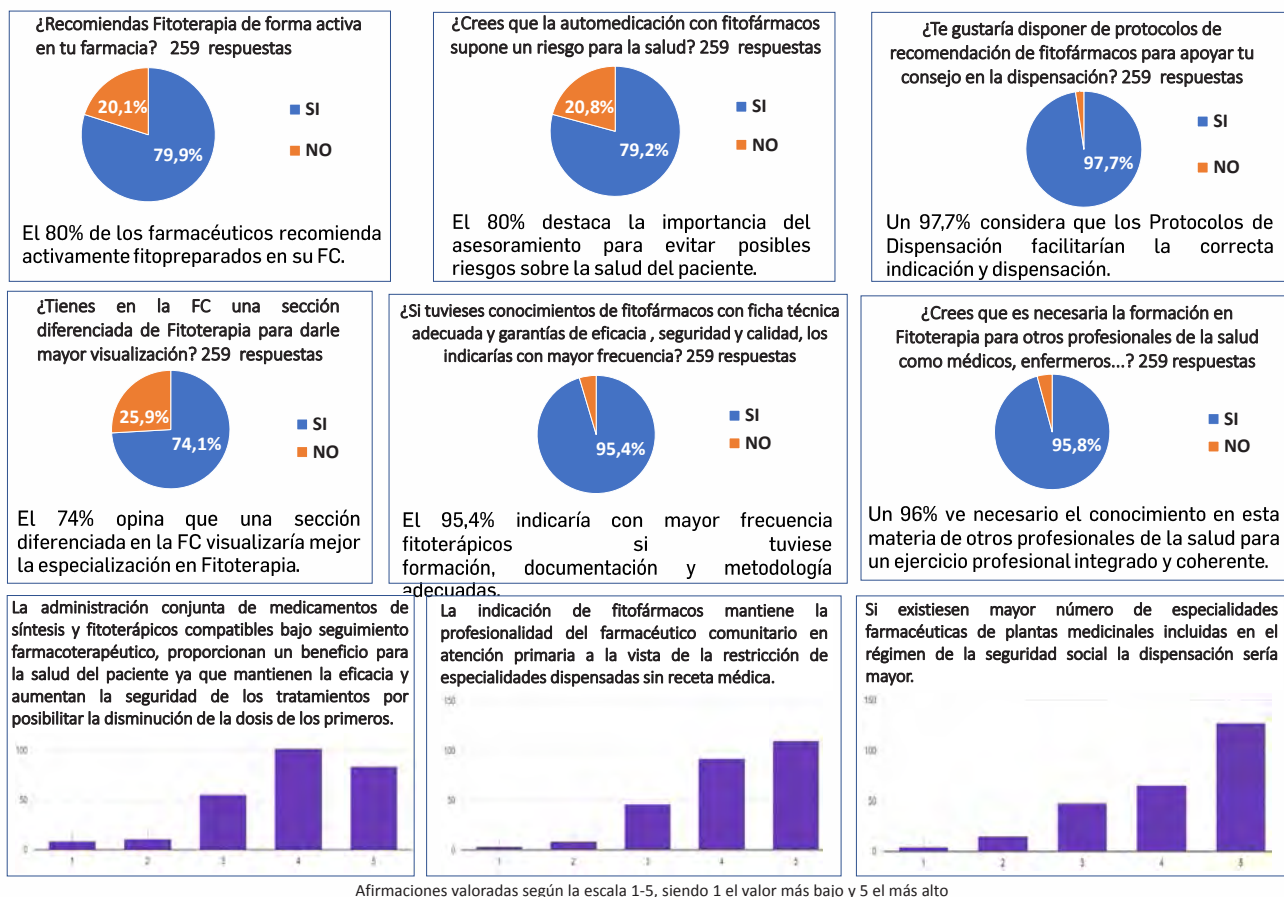 ¿Recomiendas Fitoterapia de forma activa
en tu farmacia? 259 respuestas
20,1%
79,9%
SI
NO
El 80% de los farmacéuticos recomienda
activamente fitopreparados en su FC.
¿Crees que la automedicación con fitofármacos
supone un riesgo para la salud? 259 respuestas
20,8%
79,2%
SI
NO
El 80% destaca la importancia del
asesoramiento para evitar posibles
riesgos sobre la salud del paciente.
¿Te gustaría disponer de protocolos de
recomendación de fitofármacos para apoyar tu
consejo en la dispensación? 259 respuestas
97,7%
SI
NO
Un 97,7% considera que los Protocolos de
Dispensación facilitarían la correcta
indicación y dispensación.
¿Tienes en la FC una sección
diferenciada de Fitoterapia para darle
mayor visualización? 259 respuestas
25,9%
74,1%
SI
NO
El 74% opina que una sección
diferenciada en la FC visualizaría mejor
la especialización en Fitoterapia.
¿Si tuvieses conocimientos de fitofármacos con ficha técnica
adecuada y garantías de eficacia , seguridad y calidad, los
indicarías con mayor frecuencia? 259 respuestas
95,4%
SI
NO
El 95,4% indicaría con mayor frecuencia
fitoterápicos si tuviese
formación, documentación y metodología
adecuadas.
¿Crees que es necesaria la formación en
Fitoterapia para otros profesionales de la salud
como médicos, enfermeros...? 259 respuestas
95,8%
SI
NO
Un 96% ve necesario el conocimiento en esta
materia de otros profesionales de la salud para
un ejercicio profesional integrado y coherente.
La administración conjunta de medicamentos de
síntesis y fitoterápicos compatibles bajo seguimiento
farmacoterapéutico, proporcionan un beneficio para
la salud del paciente ya que mantienen la eficacia y
aumentan la seguridad de los tratamientos por
posibilitar la disminución de la dosis de los primeros.
100
50
0
1 2 3 4 5
La indicación de fitofármacos mantiene la
profesionalidad del farmacéutico comunitario en
atención primaria a la vista de la restricción de
especialidades dispensadas sin receta médica.
150
100
50
0
1 2 3 4 5
Si existiesen mayor número de especialidades
farmacéuticas de plantas medicinales incluidas en el
régimen de la seguridad social la dispensación sería
mayor.
150
100
50
0
1 2 3 4 5
Afirmaciones valoradas según la escala 1-5, siendo 1 el valor más bajo y 5 el más alto